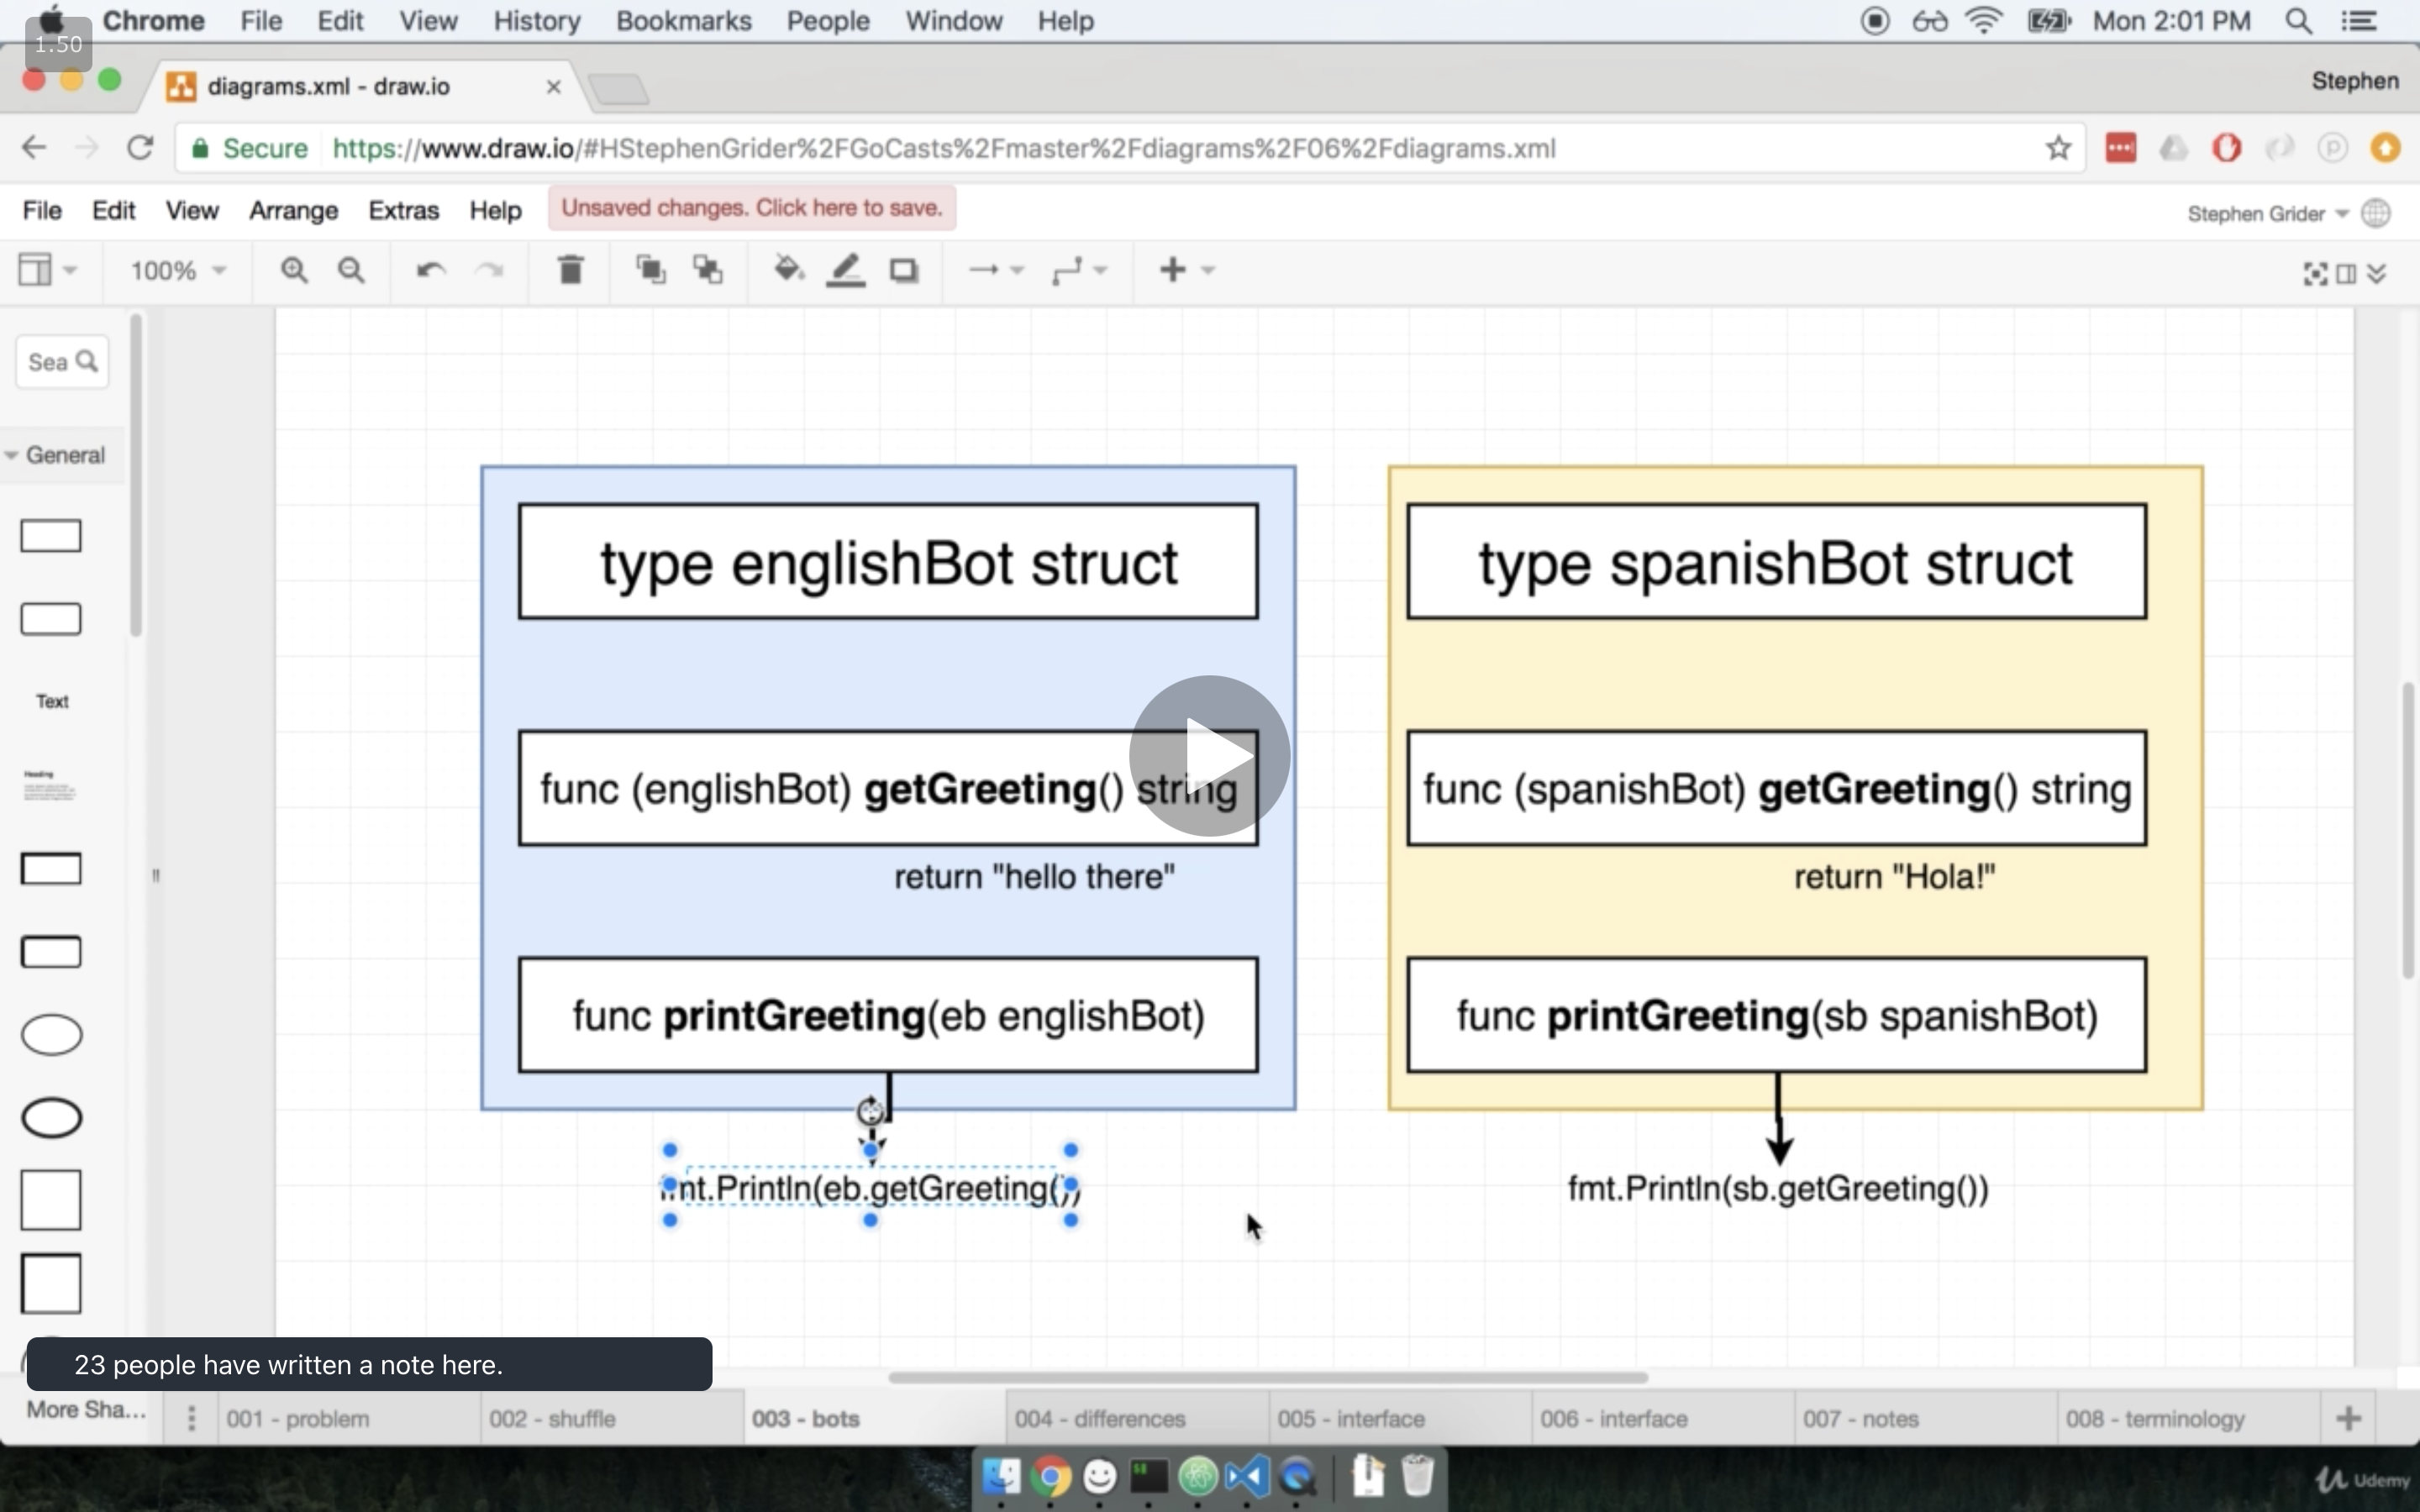 Chrome File Edit View History Bookmarks People Window Help Mon 2:01 PM
1.50
diagrams.xml - draw.io Stephen
Secure https://www.draw.io/#HStephenGrider%2FGoCasts%2Fmaster%2Fdiagrams%2F06%2Fdiagrams.xml
File Edit View Arrange Extras Help Unsaved changes. Click here to save. Stephen Grider
100%
Sea
General
Text
Heading
type englishBot struct
type spanishBot struct
func (englishBot) getGreeting() string
func (spanishBot) getGreeting() string
return "hello there"
return "Hola!"
func printGreeting(eb englishBot)
func printGreeting(sb spanishBot)
fmt.Println(eb.getGreeting())
fmt.Println(sb.getGreeting())
23 people have written a note here.
More Sha... 001 - problem 002 - shuffle 003 - bots 004 - differences 005 - interface 006 - interface 007 - notes 008 - terminology
Udemy